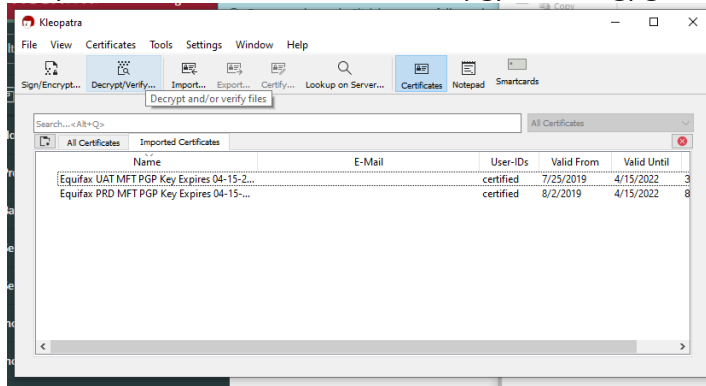 Copy
Kleopatra
File View Certificates Tools Settings Window Help
Sign/Encrypt... Decrypt/Verify... Import... Export... Certify... Lookup on Server... Certificates Notepad Smartcards
Decrypt and/or verify files
Search...<Alt+Q> All Certificates
All Certificates Imported Certificates
Name E-Mail User-IDs Valid From Valid Until
Equifax UAT MFT PGP Key Expires 04-15-2... certified 7/25/2019 4/15/2022 3
Equifax PRD MFT PGP Key Expires 04-15-... certified 8/2/2019 4/15/2022 8